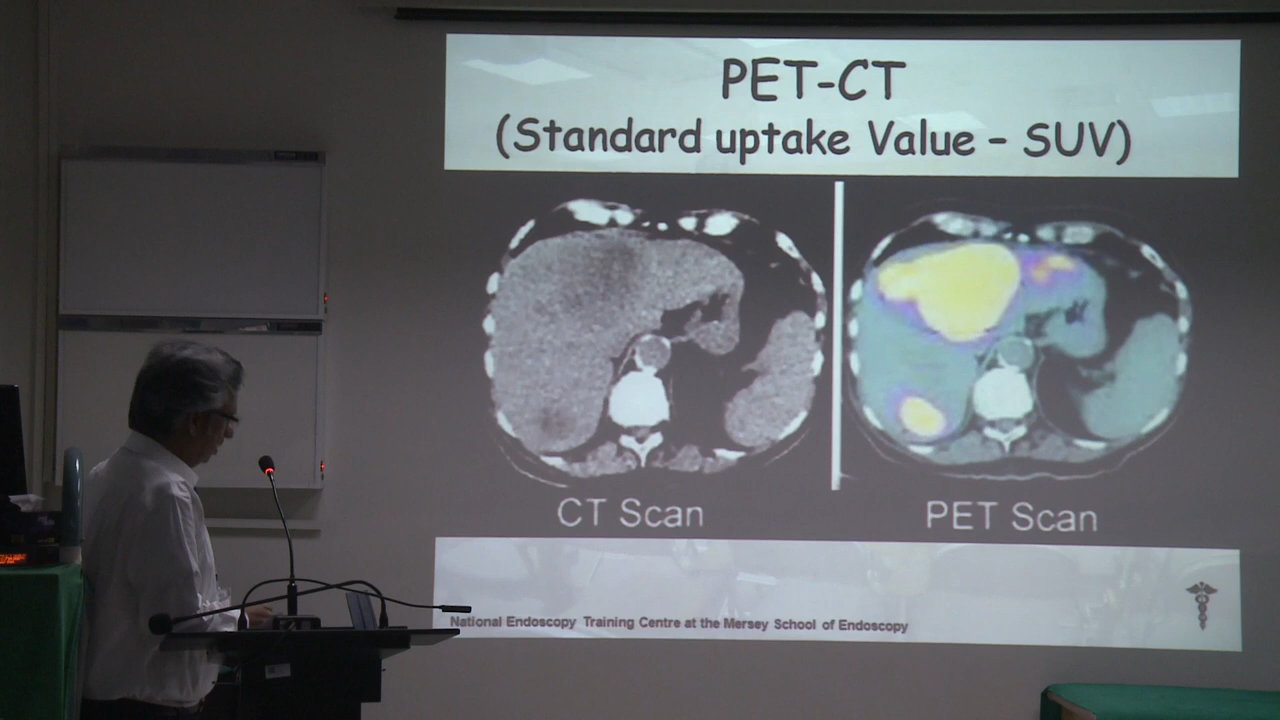 PET-CT
(Standard uptake Value – SUV)
CT Scan
PET Scan
National Endoscopy Training Centre at the Mersey School of Endoscopy